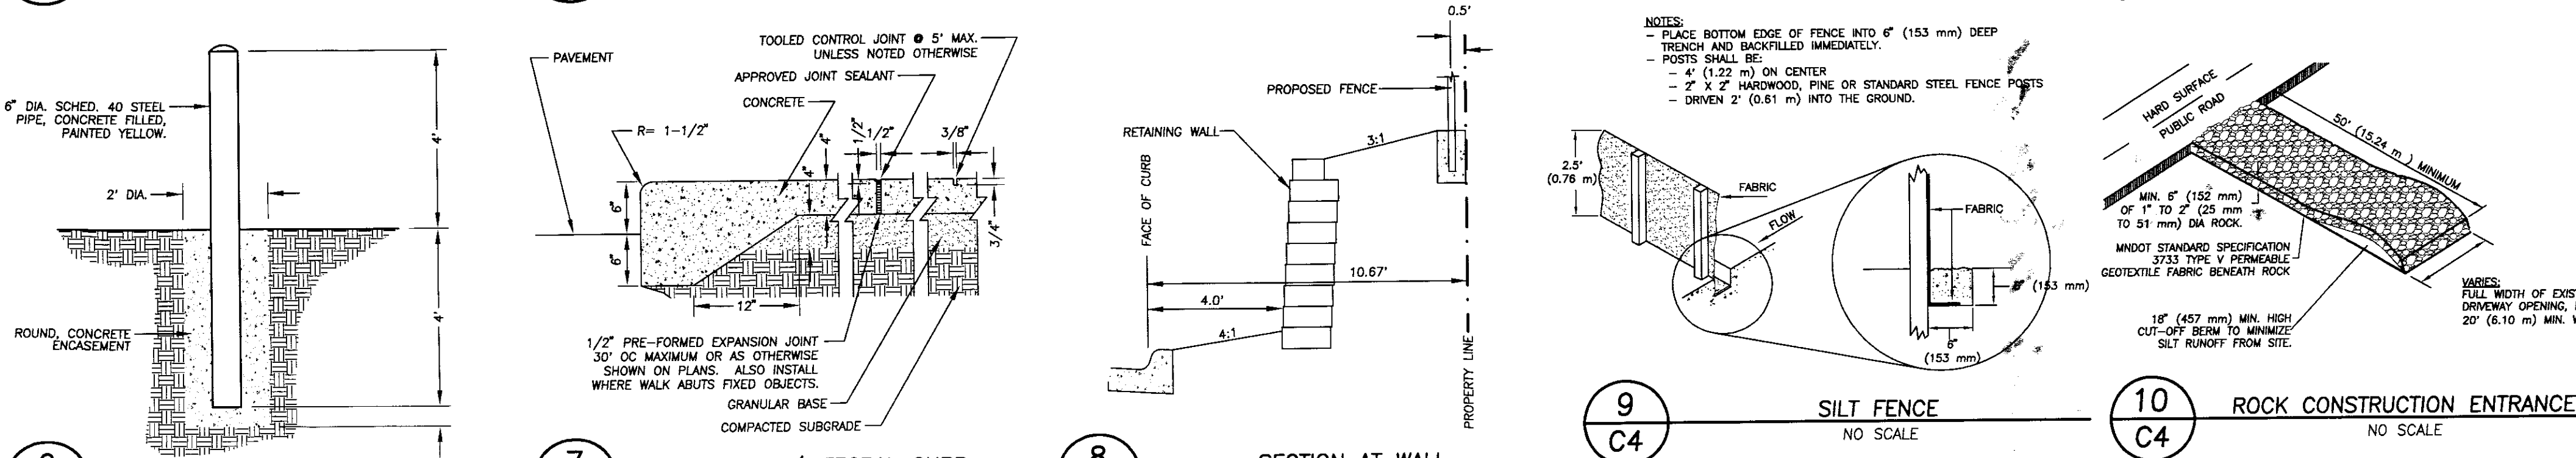 6" DIA. SCHED. 40 STEEL
PIPE, CONCRETE FILLED,
PAINTED YELLOW.
2' DIA.
ROUND, CONCRETE
ENCASEMENT
4'
4'
PAVEMENT
TOOLED CONTROL JOINT @ 5' MAX.
UNLESS NOTED OTHERWISE
APPROVED JOINT SEALANT
CONCRETE
R= 1-1/2"
4"
1/2"
1/2"
3/8"
4"
6"
6"
3/4"
12"
1/2" PRE-FORMED EXPANSION JOINT
30' OC MAXIMUM OR AS OTHERWISE
SHOWN ON PLANS. ALSO INSTALL
WHERE WALK ABUTS FIXED OBJECTS.
GRANULAR BASE
COMPACTED SUBGRADE
7
0.5'
PROPOSED FENCE
RETAINING WALL
3:1
FACE OF CURB
10.67'
4.0'
4:1
PROPERTY LINE
8
SECTION AT WALL
NOTES:
- PLACE BOTTOM EDGE OF FENCE INTO 6" (153 mm) DEEP
TRENCH AND BACKFILLED IMMEDIATELY.
- POSTS SHALL BE:
- 4' (1.22 m) ON CENTER
- 2" X 2" HARDWOOD, PINE OR STANDARD STEEL FENCE POSTS
- DRIVEN 2' (0.61 m) INTO THE GROUND.
2.5'
(0.76 m)
FABRIC
FLOW
FABRIC
(153 mm)
6"
(153 mm)
9
C4
SILT FENCE
NO SCALE
HARD SURFACE
PUBLIC ROAD
50' (15.24 m ) MINIMUM
MIN. 6" (152 mm)
OF 1" TO 2" (25 mm
TO 51 mm) DIA ROCK.
MNDOT STANDARD SPECIFICATION
3733 TYPE V PERMEABLE
GEOTEXTILE FABRIC BENEATH ROCK
18" (457 mm) MIN. HIGH
CUT-OFF BERM TO MINIMIZE
SILT RUNOFF FROM SITE.
VARIES:
FULL WIDTH OF
DRIVEWAY OPENING,
20' (6.10 m) MIN.
10
C4
ROCK CONSTRUCTION ENTRANCE
NO SCALE